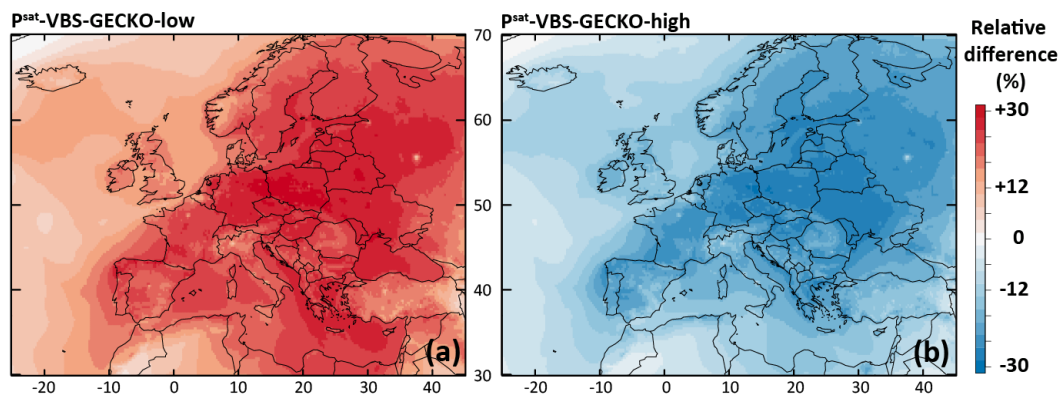 Psat-VBS-GECKO-low
Psat-VBS-GECKO-high
Relative
difference
(%)
70
60
50
40
30
+30
+12
0
-12
-30
(a)
(b)
-20 -10 0 10 20 30 40
-20 -10 0 10 20 30 40